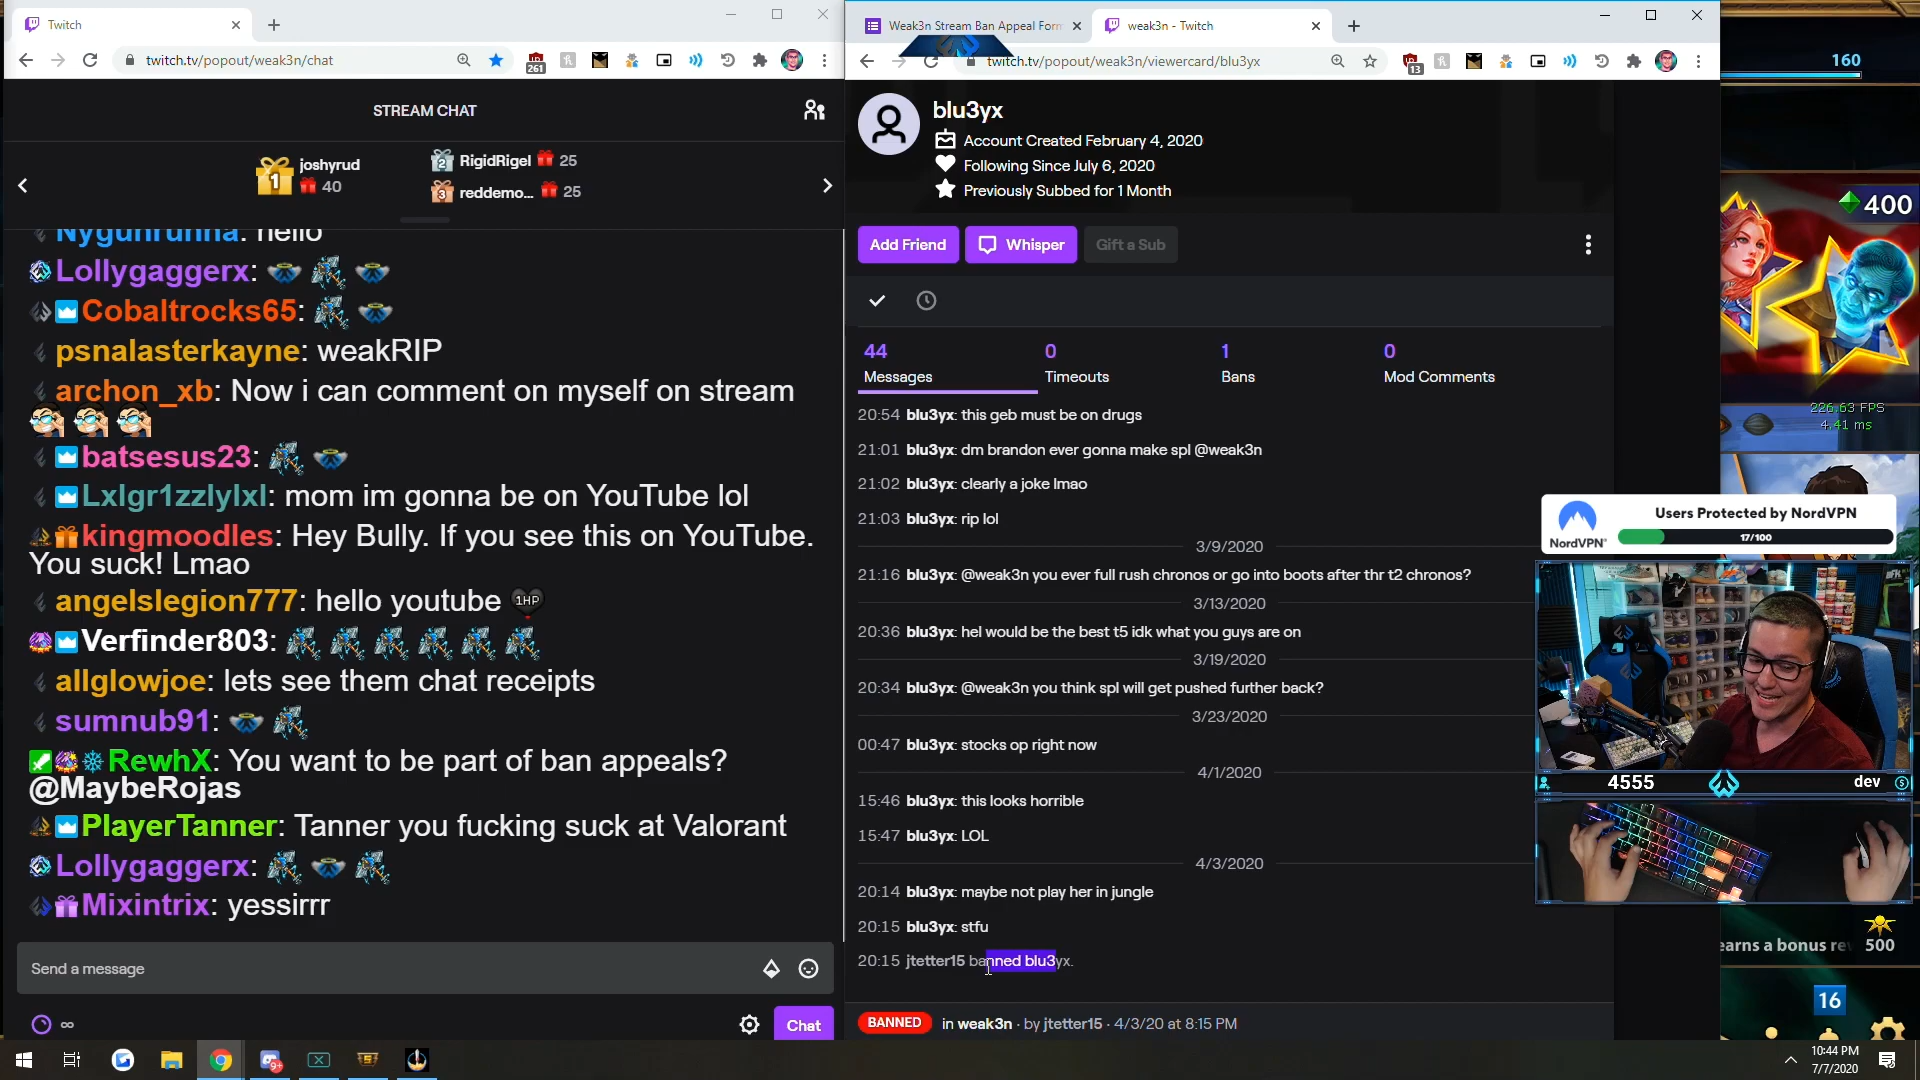 Twitch
twitch.tv/popout/weak3n/chat
261
STREAM CHAT
1
joshyrud
40
2 RigidRigel 25
3 reddemo... 25
Nygunrunna: hello
Lollygaggerx:
Cobaltrocks65:
psnalasterkayne: weakRIP
archon_xb: Now i can comment on myself on stream
batsesus23:
Lxlgr1zzlylxl: mom im gonna be on YouTube lol
kingmoodles: Hey Bully. If you see this on YouTube.
You suck! Lmao
angelslegion777: hello youtube 1HP
Verfinder803:
allglowjoe: lets see them chat receipts
sumnub91:
RewhX: You want to be part of ban appeals?
@MaybeRojas
PlayerTanner: Tanner you fucking suck at Valorant
Lollygaggerx:
Mixintrix: yessirrr
Send a message
Chat
Weak3n Stream Ban Appeal Form
weak3n - Twitch
twitch.tv/popout/weak3n/viewercard/blu3yx
13
blu3yx
Account Created February 4, 2020
Following Since July 6, 2020
Previously Subbed for 1 Month
Add Friend
Whisper
Gift a Sub
44 Messages
0 Timeouts
1 Bans
0 Mod Comments
20:54 blu3yx: this geb must be on drugs
21:01 blu3yx: dm brandon ever gonna make spl @weak3n
21:02 blu3yx: clearly a joke lmao
21:03 blu3yx: rip lol
3/9/2020
21:16 blu3yx: @weak3n you ever full rush chronos or go into boots after thr t2 chronos?
3/13/2020
20:36 blu3yx: hel would be the best t5 idk what you guys are on
3/19/2020
20:34 blu3yx: @weak3n you think spl will get pushed further back?
3/23/2020
00:47 blu3yx: stocks op right now
4/1/2020
15:46 blu3yx: this looks horrible
15:47 blu3yx: LOL
4/3/2020
20:14 blu3yx: maybe not play her in jungle
20:15 blu3yx: stfu
20:15 jtetter15 banned blu3yx.
BANNED in weak3n · by jtetter15 · 4/3/20 at 8:15 PM
160
400
226.63 FPS
4.41 ms
NordVPN
Users Protected by NordVPN
17/100
4555
dev
earns a bonus re
500
16
9+
10:44 PM
7/7/2020